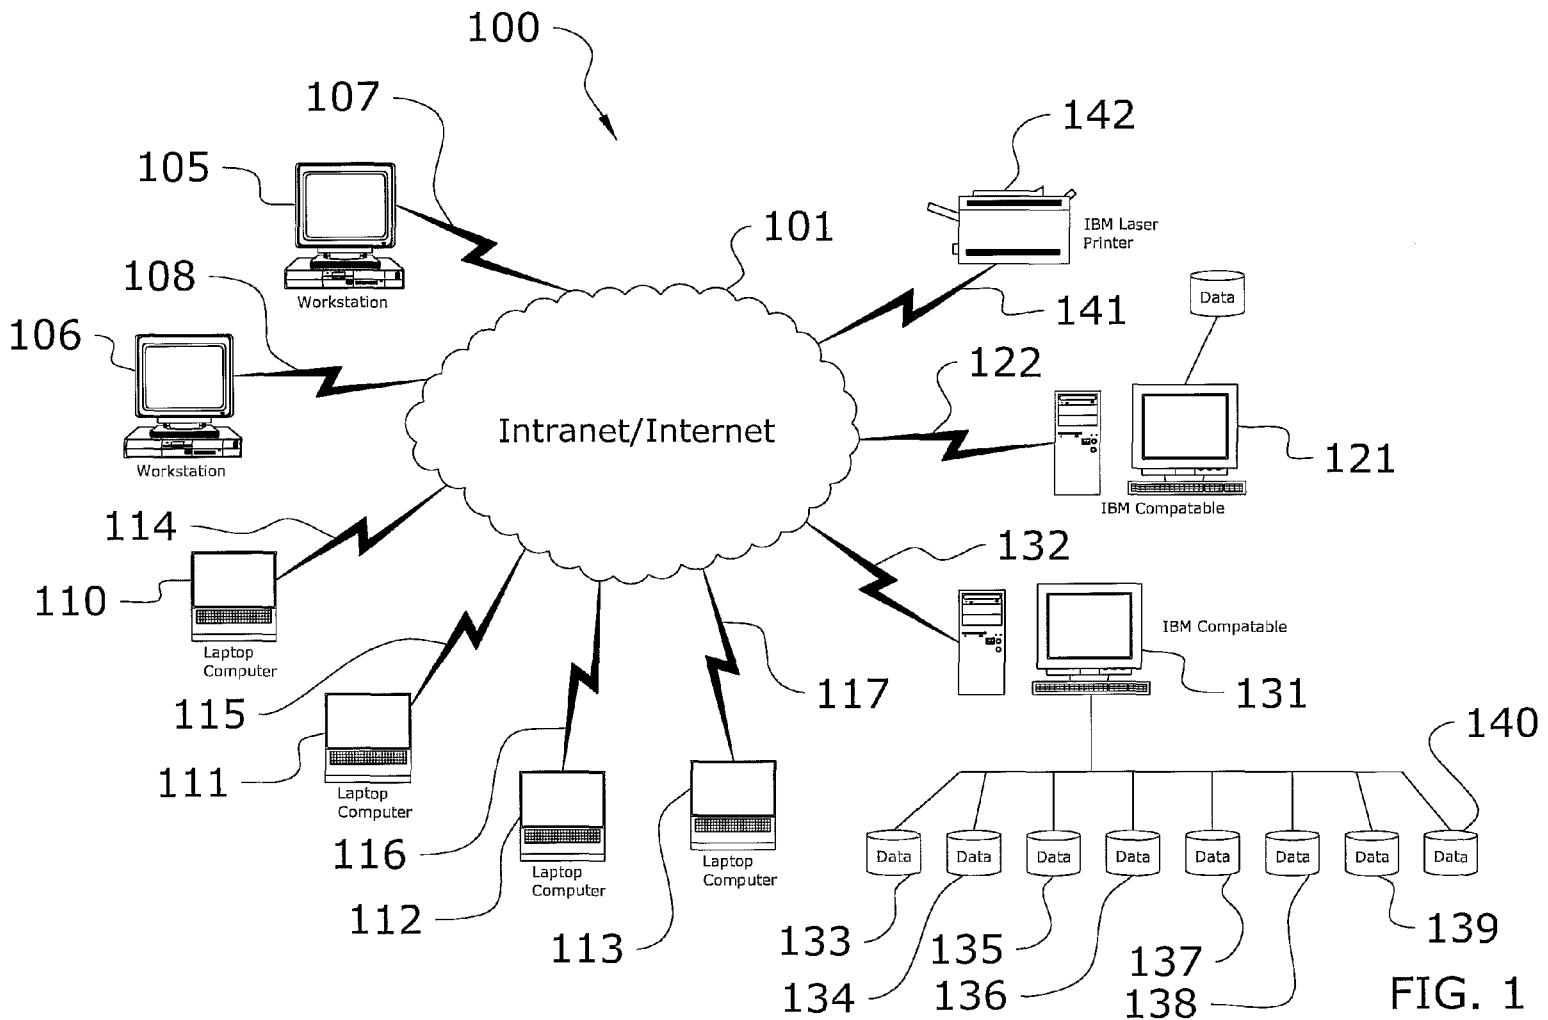 100
107
142
105
101
IBM Laser
Printer
108
Workstation
Data
141
106
122
Intranet/Internet
121
Workstation
IBM Compatable
114
132
110
IBM Compatable
Laptop
Computer
117
131
115
140
111
Laptop
Computer
116
Data
Data
Data
Data
Data
Data
Data
Data
Laptop
Computer
Laptop
Computer
112
113
133
135
137
139
134
136
138
FIG. 1